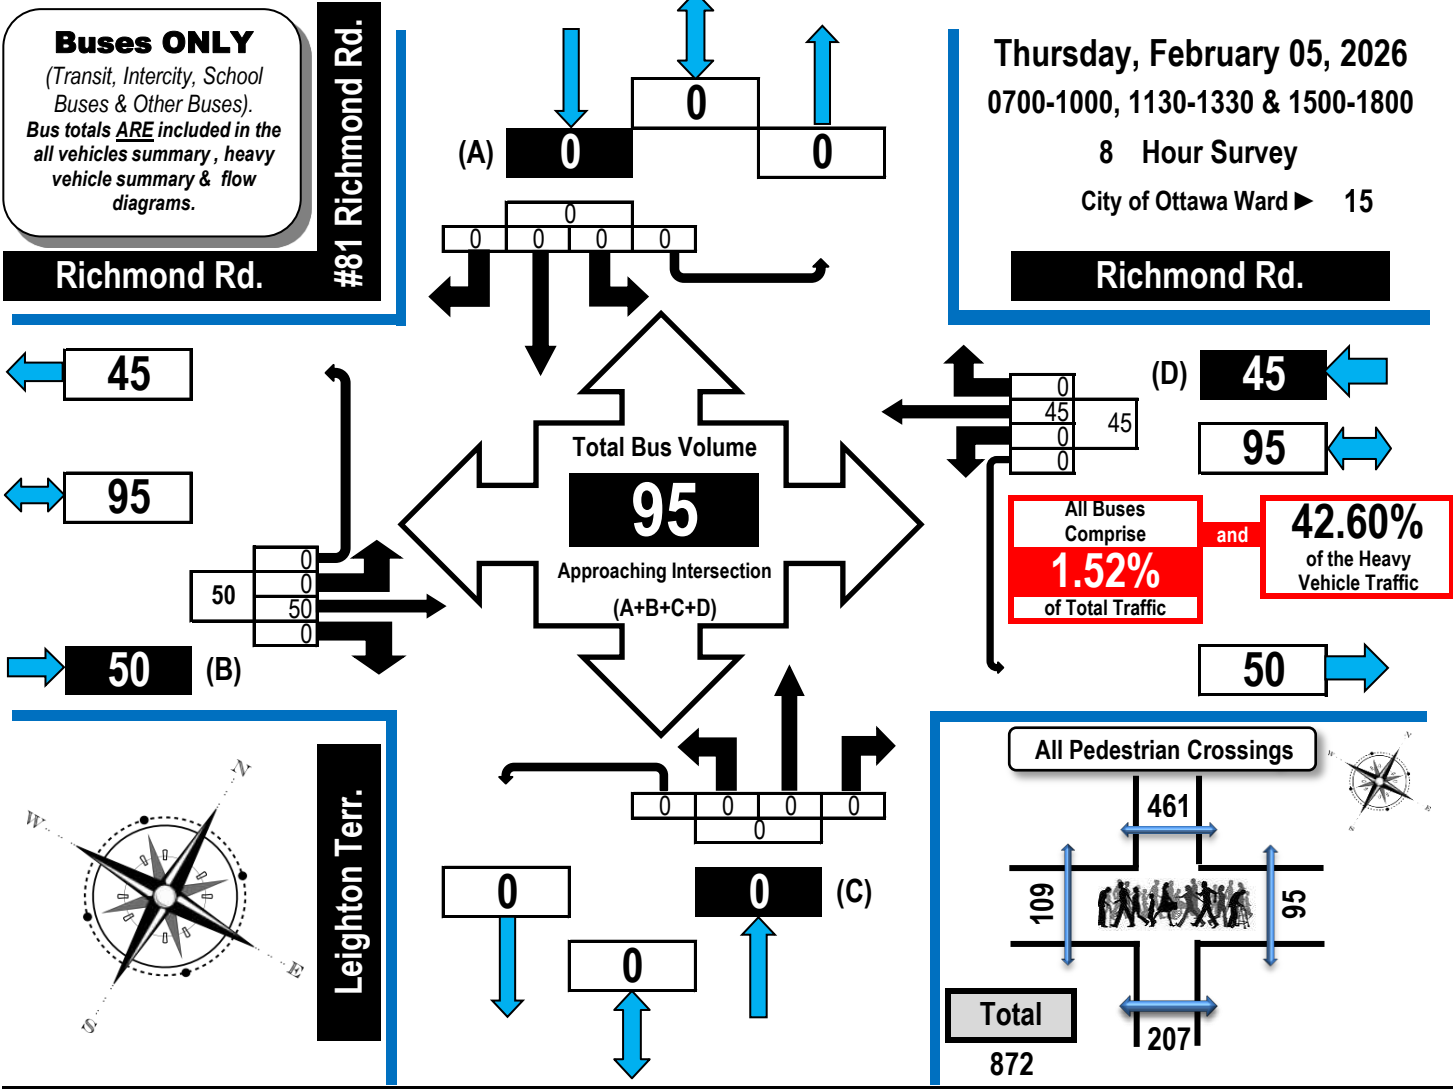 Buses ONLY
(Transit, Intercity, School
Buses & Other Buses).
Bus totals ARE included in the
all vehicles summary , heavy
vehicle summary & flow
diagrams.
#81 Richmond Rd.
Richmond Rd.
0
(A)
0
0
0
0
0
0
0
Thursday, February 05, 2026
0700-1000, 1130-1330 & 1500-1800
8 Hour Survey
City of Ottawa Ward ► 15
Richmond Rd.
45
95
0
0
50
50
0
50
(B)
Total Bus Volume
95
Approaching Intersection
(A+B+C+D)
(D)
45
0
45
45
0
0
95
All Buses
Comprise
1.52%
of Total Traffic
and
42.60%
of the Heavy
Vehicle Traffic
50
N
W
E
S
Leighton Terr.
0
0
0
0
0
0
0
(C)
0
All Pedestrian Crossings
N
W
E
S
461
109
95
207
Total
872